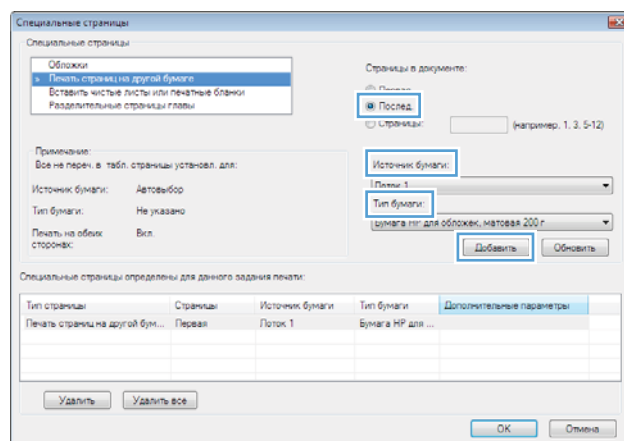 Специальные страницы
Специальные страницы
Обложки
» Печать страниц на другой бумаге
Вставить чистые листы или печатные бланки
Разделительные страницы главы
Страницы в документе:
Первая
Послед.
Страницы:
(например, 1, 3, 5-12)
Примечание:
Все не переч. в табл. страницы установл. для:
Источник бумаги: Автовыбор
Тип бумаги: Не указано
Печать на обеих сторонах: Вкл.
Источник бумаги:
Лоток 1
Тип бумаги:
Бумага HP для обложек, матовая 200 г
Добавить Обновить
Специальные страницы определены для данного задания печати:
Тип страницы Страницы Источник бумаги Тип бумаги Дополнительные параметры
Печать страниц на другой бум... Первая Лоток 1 Бумага HP для ...
Удалить Удалить все
OK Отмена